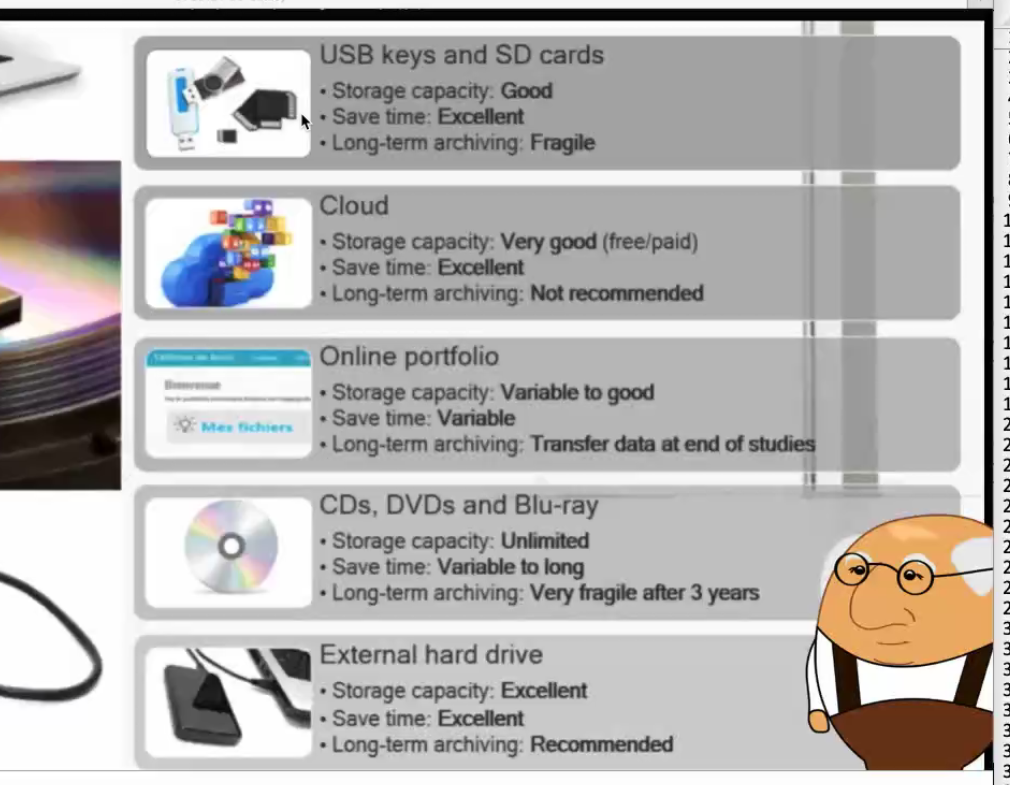 USB keys and SD cards
• Storage capacity: Good
• Save time: Excellent
• Long-term archiving: Fragile
Cloud
• Storage capacity: Very good (free/paid)
• Save time: Excellent
• Long-term archiving: Not recommended
Online portfolio
Bienvenue
Mes fichiers
• Storage capacity: Variable to good
• Save time: Variable
• Long-term archiving: Transfer data at end of studies
CDs, DVDs and Blu-ray
• Storage capacity: Unlimited
• Save time: Variable to long
• Long-term archiving: Very fragile after 3 years
External hard drive
• Storage capacity: Excellent
• Save time: Excellent
• Long-term archiving: Recommended